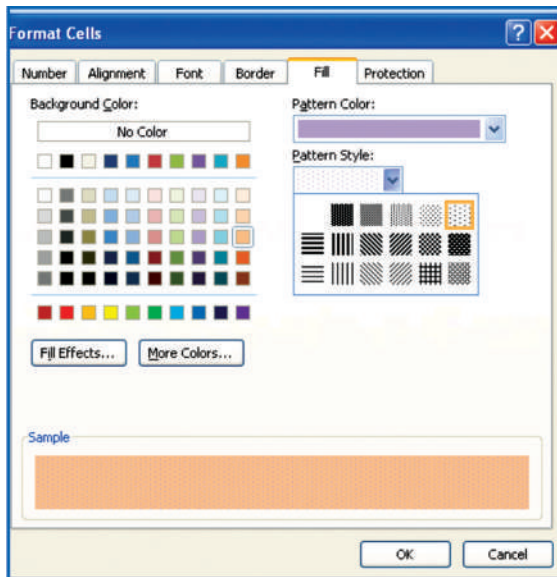 Format Cells
Number Alignment Font Border Fill Protection
Background Color:
No Color
Pattern Color:
Pattern Style:
Fill Effects...
More Colors...
Sample
OK
Cancel